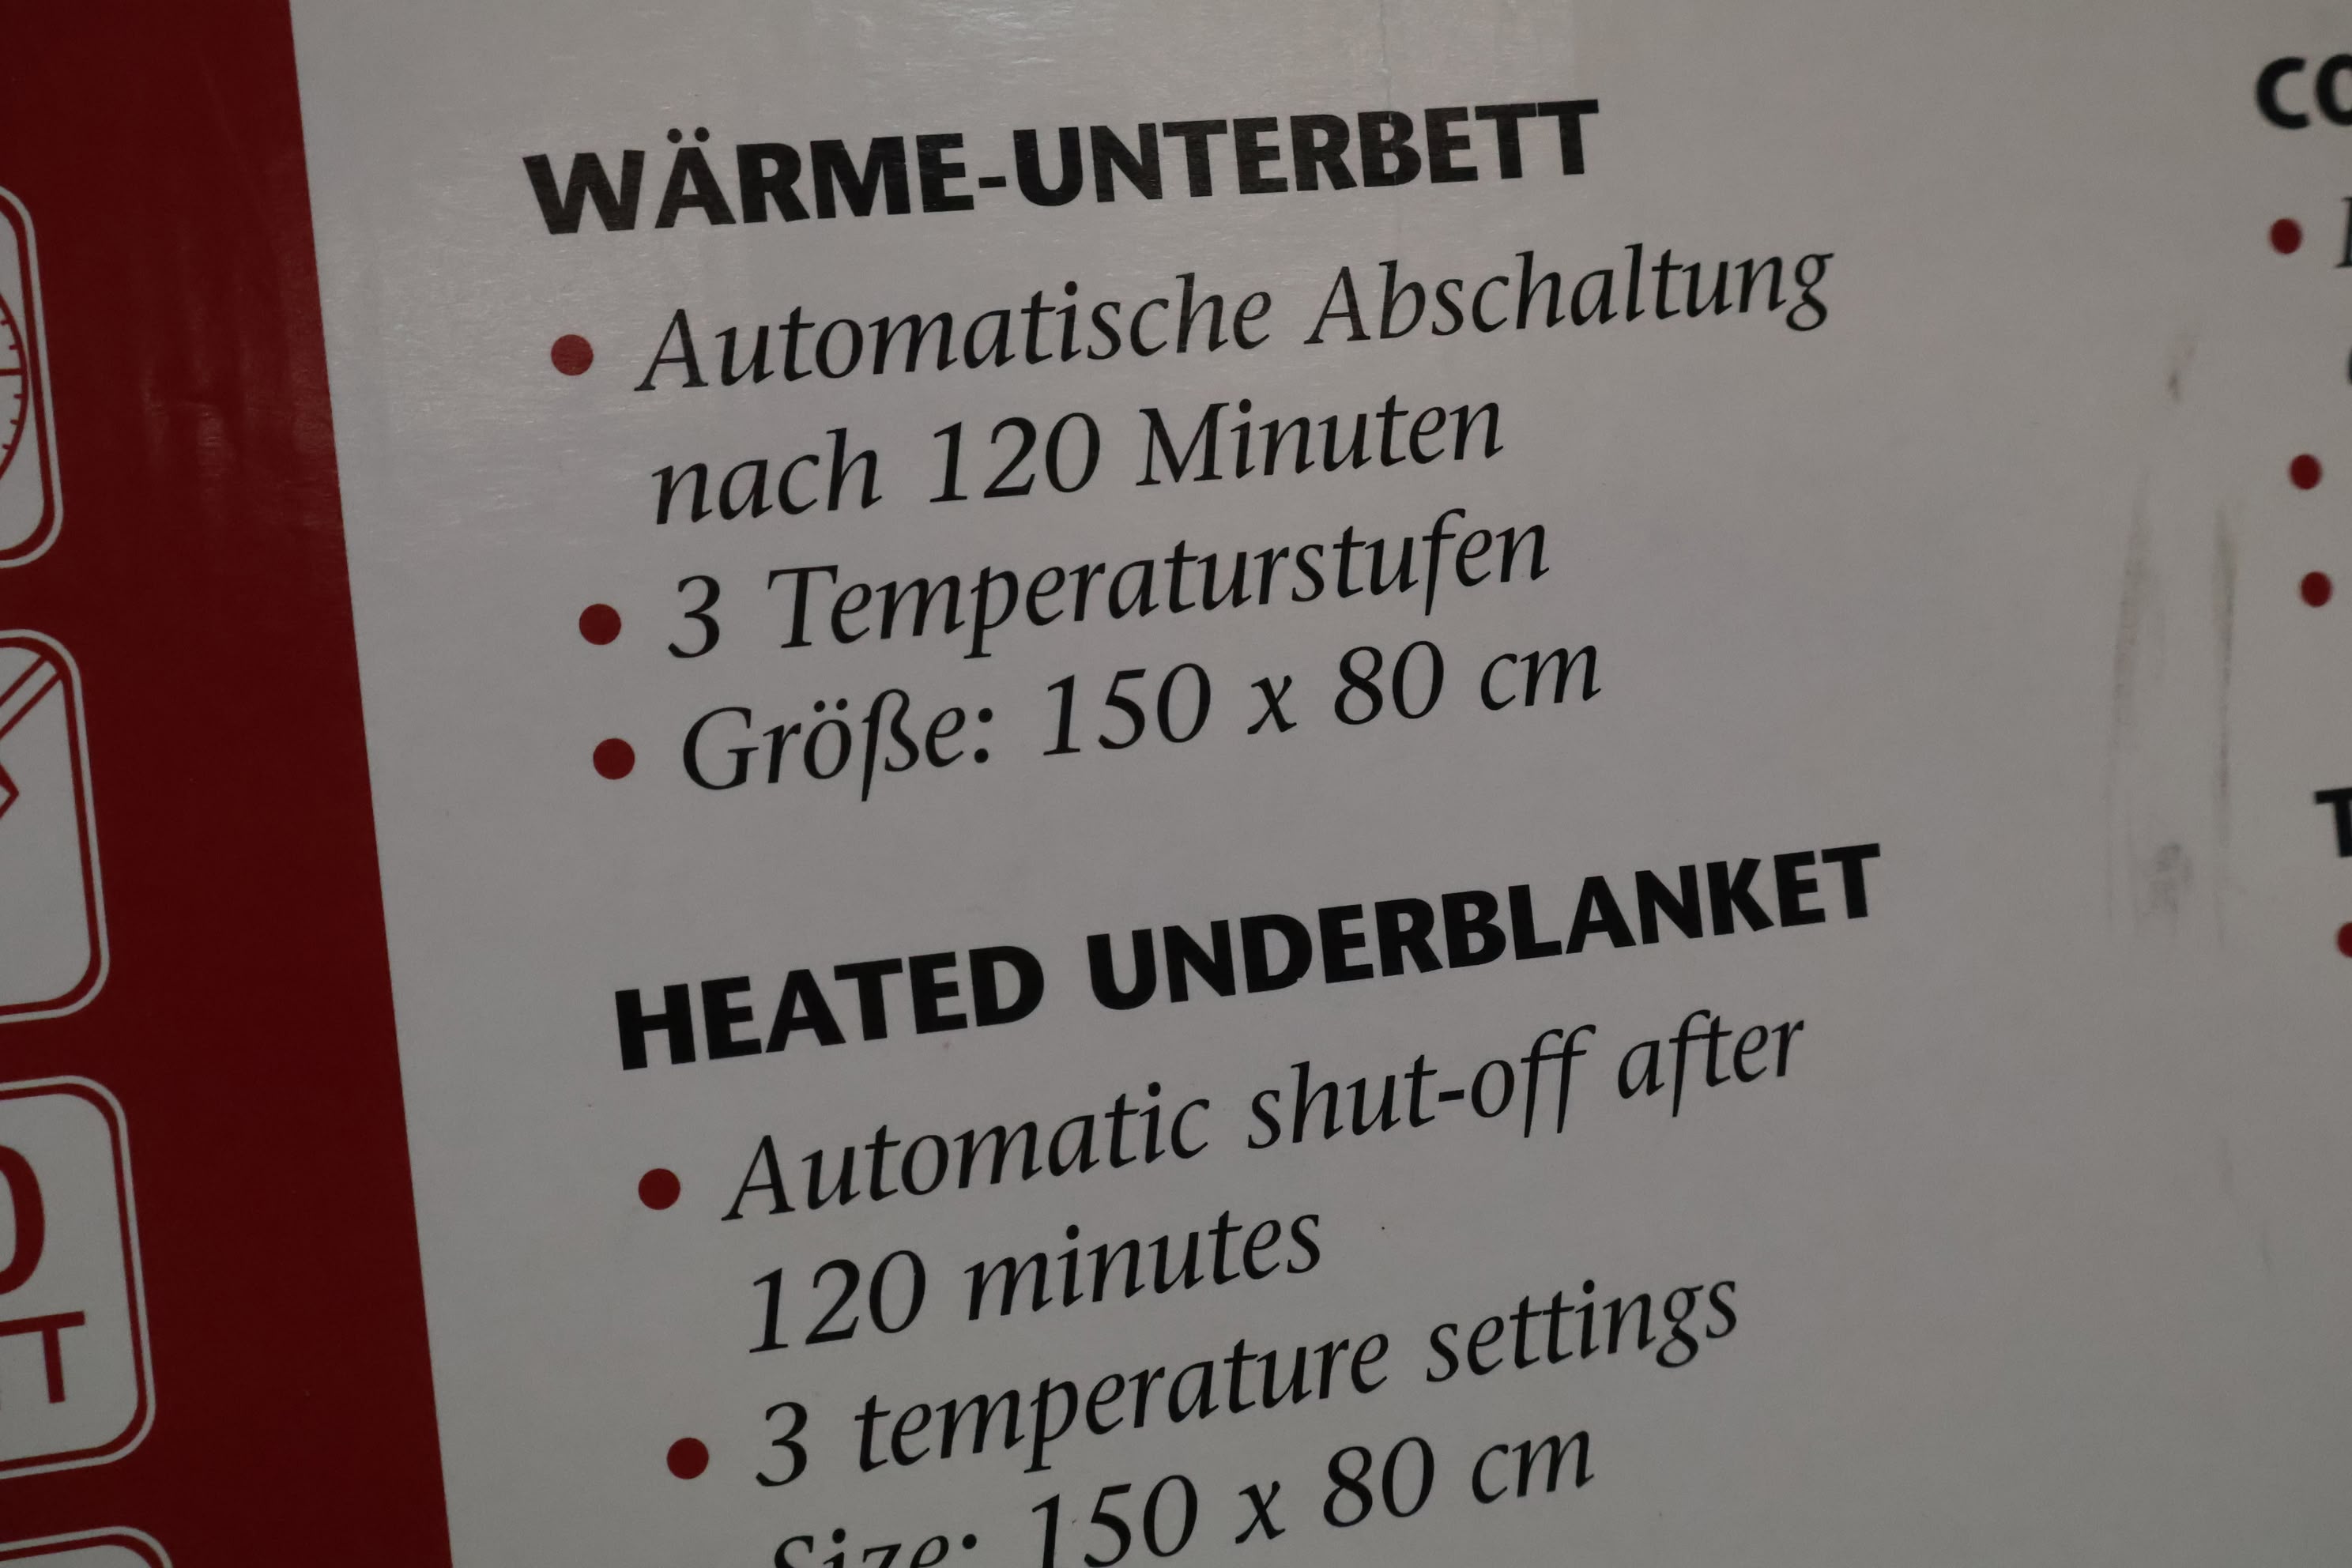 WÄRME-UNTERBETT
• Automatische Abschaltung
nach 120 Minuten
• 3 Temperaturstufen
• Größe: 150 x 80 cm
HEATED UNDERBLANKET
• Automatic shut-off after
120 minutes
• 3 temperature settings
Size: 150 x 80 cm